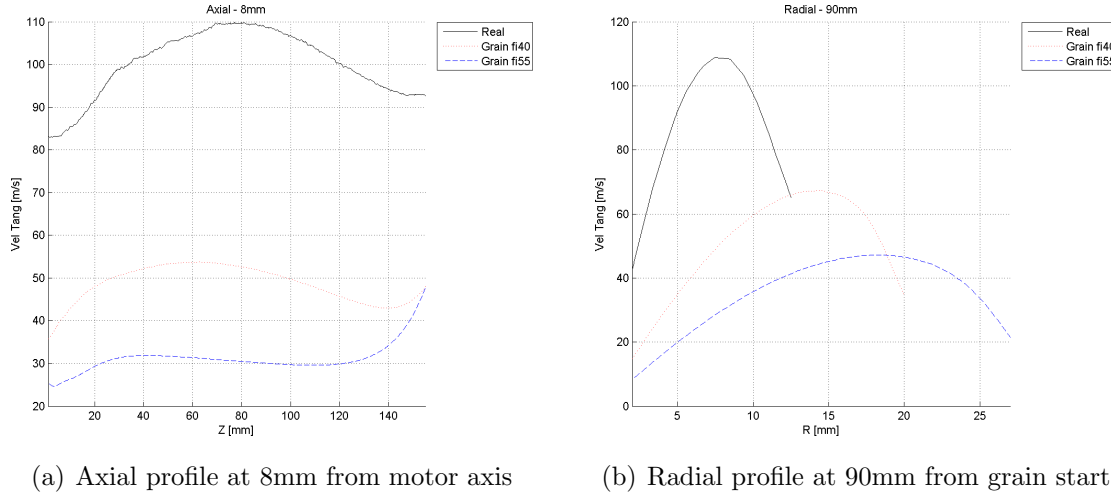 Axial - 8mm
110
100
90
80
70
60
50
40
30
20
20
40
60
80
100
120
140
Vel Tang [m/s]
Z [mm]
Real
Grain fi40
Grain fi55
Radial - 90mm
120
100
80
60
40
20
0
5
10
15
20
25
Vel Tang [m/s]
R [mm]
Real
Grain fi40
Grain fi55
(a) Axial profile at 8mm from motor axis
(b) Radial profile at 90mm from grain start